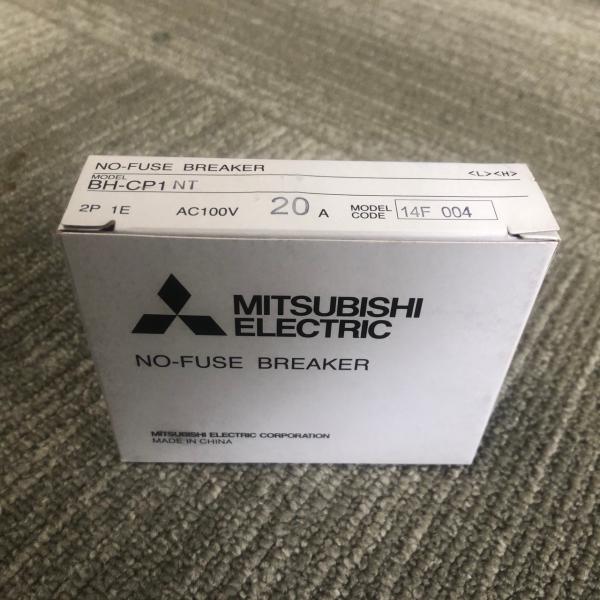 NO-FUSE BREAKER <L><H>
MODEL
BH-CP1 NT
2P 1E AC100V 20 A MODEL CODE 14F 004
MITSUBISHI
ELECTRIC
NO-FUSE BREAKER
MITSUBISHI ELECTRIC CORPORATION
MADE IN CHINA